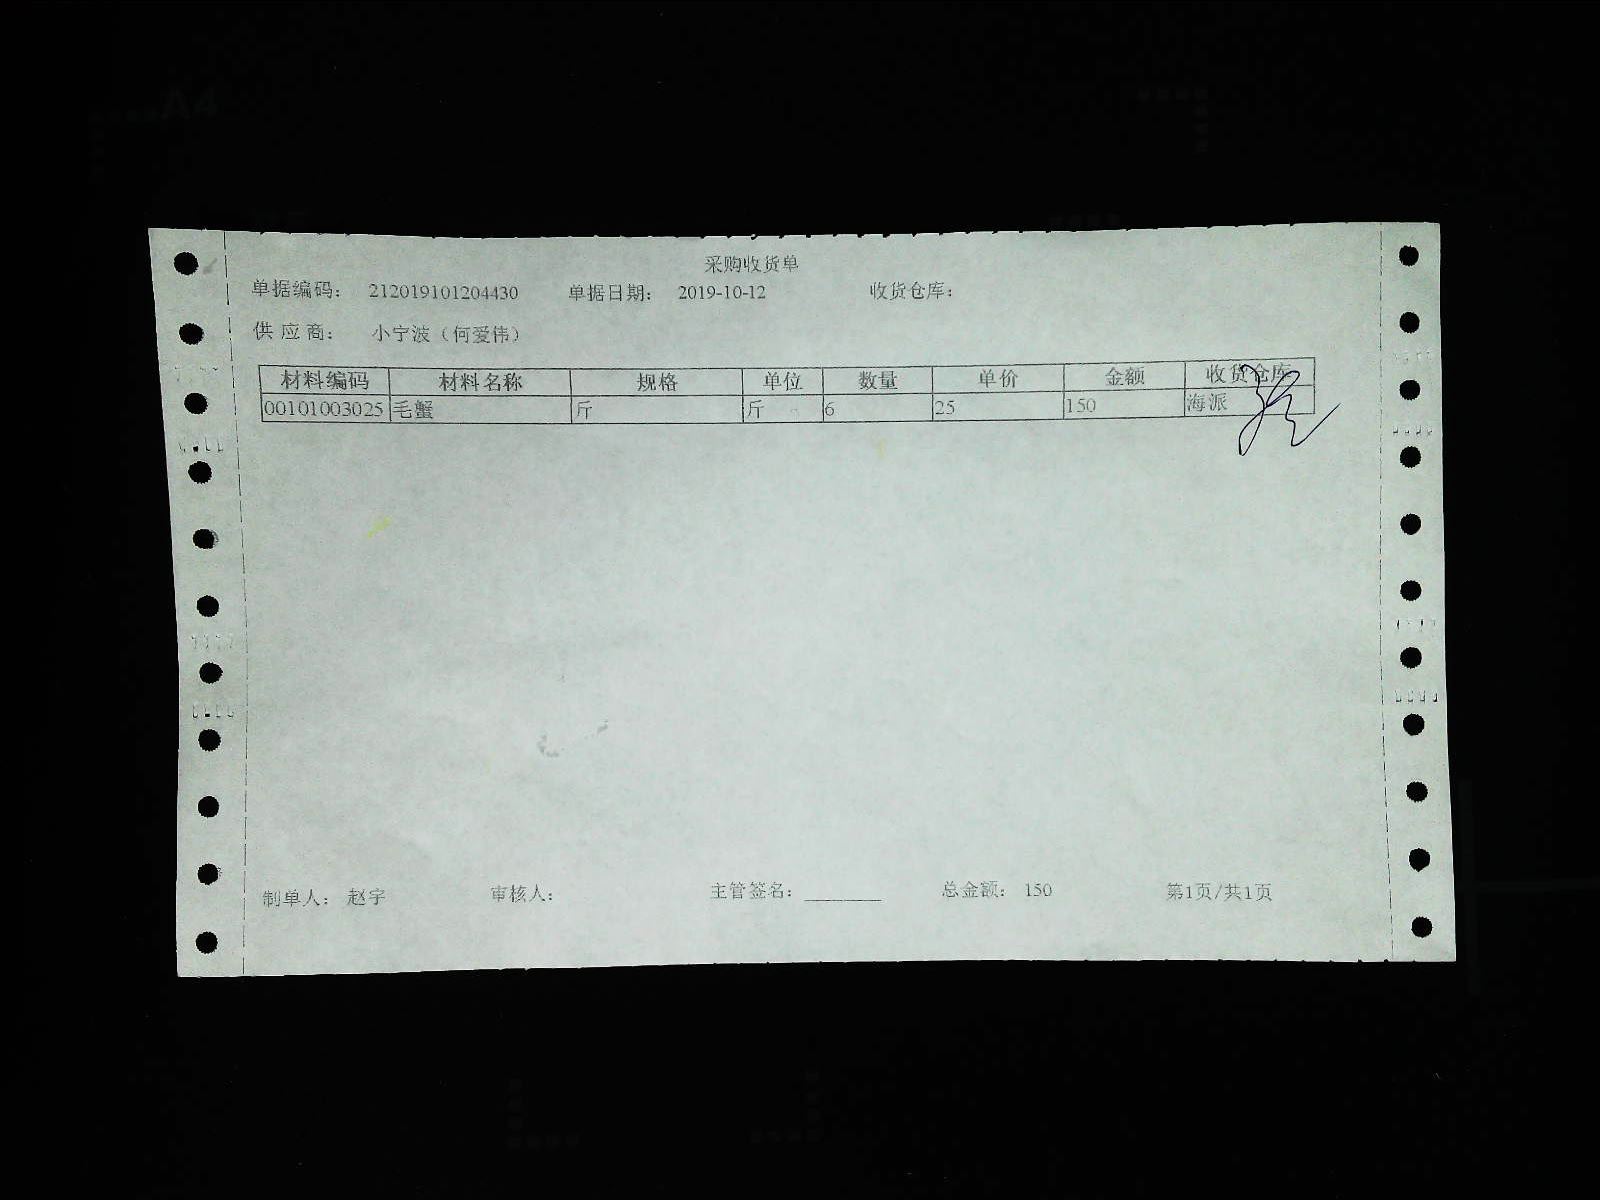 采购收货单
单据编码： 212019101204430 单据日期： 2019-10-12 收货仓库：
供应商： 小宁波（何爱伟）
材料编码 材料名称 规格 单位 数量 单价 金额 收货仓库
00101003025 毛蟹 斤 斤 6 25 150 海派
制单人： 赵宇 审核人： 主管签名： 总金额： 150 第1页/共1页